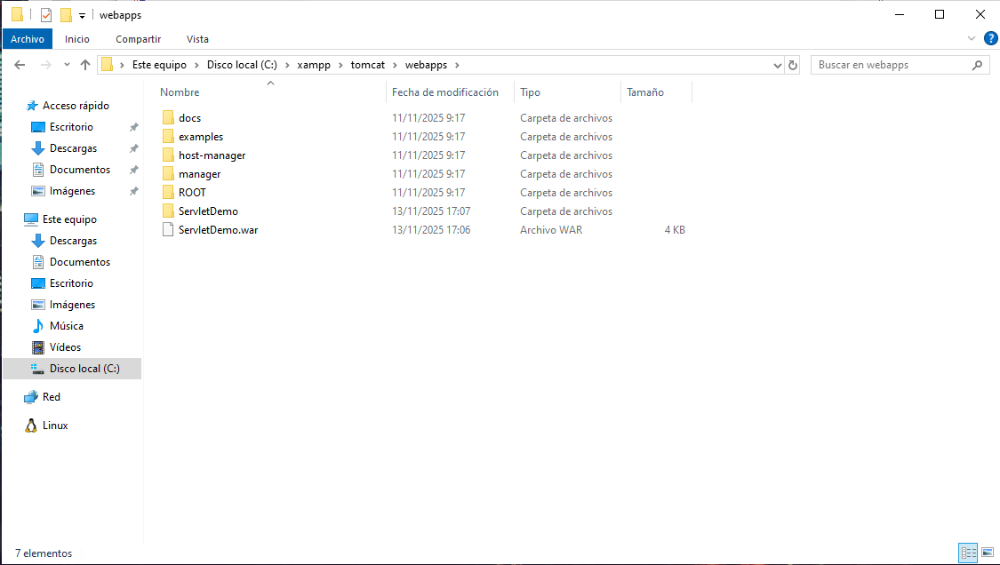 webapps
Archivo Inicio Compartir Vista
Este equipo Disco local (C:) xampp tomcat webapps Buscar en webapps
Nombre Fecha de modificación Tipo Tamaño
Acceso rápido
Escritorio
Descargas
Documentos
Imágenes
Este equipo
Descargas
Documentos
Escritorio
Imágenes
Música
Vídeos
Disco local (C:)
Red
Linux
docs 11/11/2025 9:17 Carpeta de archivos
examples 11/11/2025 9:17 Carpeta de archivos
host-manager 11/11/2025 9:17 Carpeta de archivos
manager 11/11/2025 9:17 Carpeta de archivos
ROOT 11/11/2025 9:17 Carpeta de archivos
ServletDemo 13/11/2025 17:07 Carpeta de archivos
ServletDemo.war 13/11/2025 17:06 Archivo WAR 4 KB
7 elementos